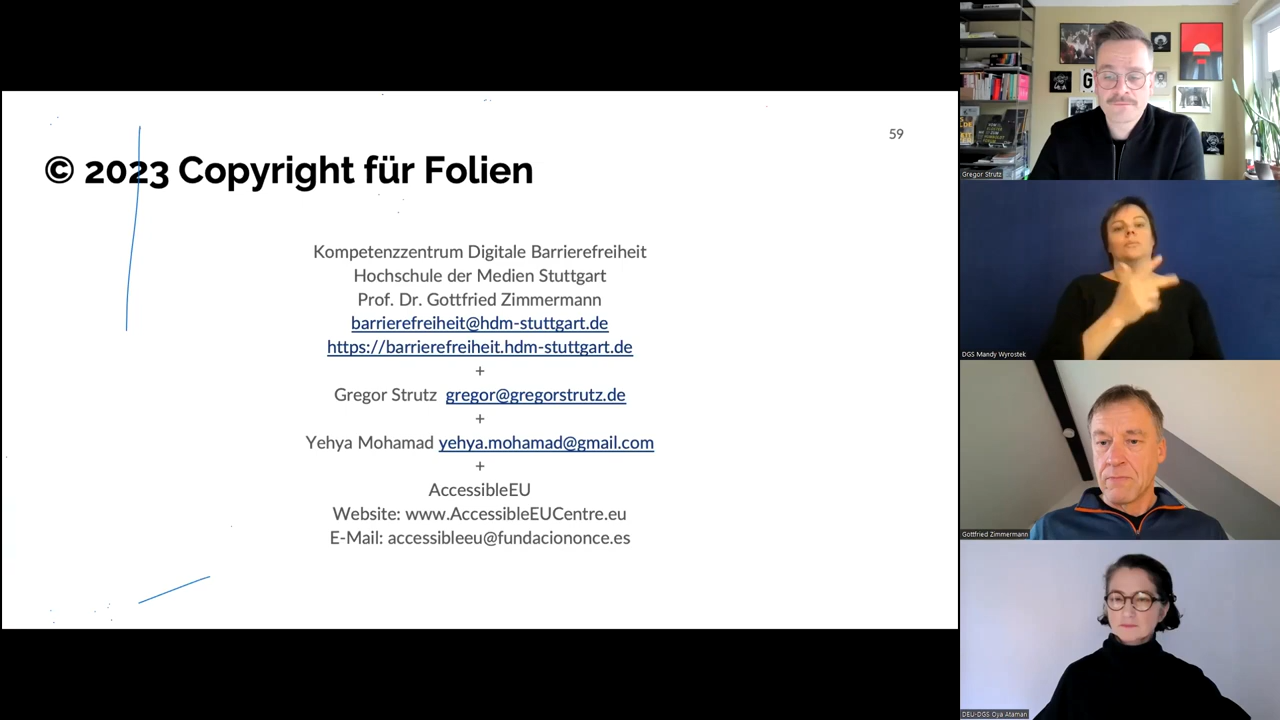 59
© 2023 Copyright für Folien
Kompetenzzentrum Digitale Barrierefreiheit
Hochschule der Medien Stuttgart
Prof. Dr. Gottfried Zimmermann
barrierefreiheit@hdm-stuttgart.de
https://barrierefreiheit.hdm-stuttgart.de
+
Gregor Strutz gregor@gregorstrutz.de
+
Yehya Mohamad yehya.mohamad@gmail.com
+
AccessibleEU
Website: www.AccessibleEUCentre.eu
E-Mail: accessibleeu@fundaciononce.es
Gregor Strutz
DGS Mandy Wyrostek
Gottfried Zimmermann
DEU-DGS Oya Ataman